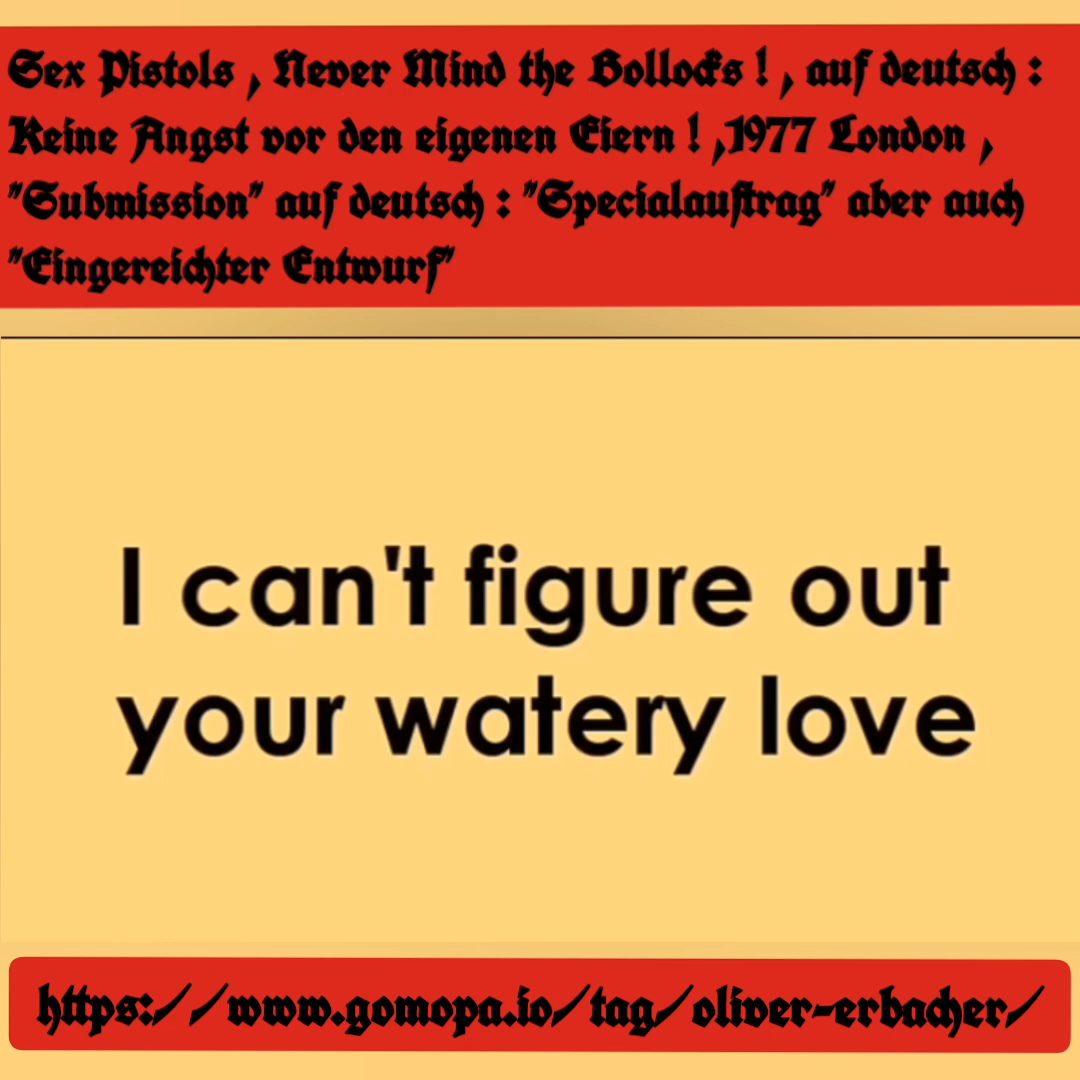 Sex Pistols , Never Mind the Bollocks ! , auf deutsch :
Keine Angst vor den eigenen Eiern ! ,1977 London ,
"Submission" auf deutsch : "Specialauftrag" aber auch
"Eingereichter Entwurf"
I can't figure out
your watery love
https://www.gomopa.io/tag/oliver-erbacher/